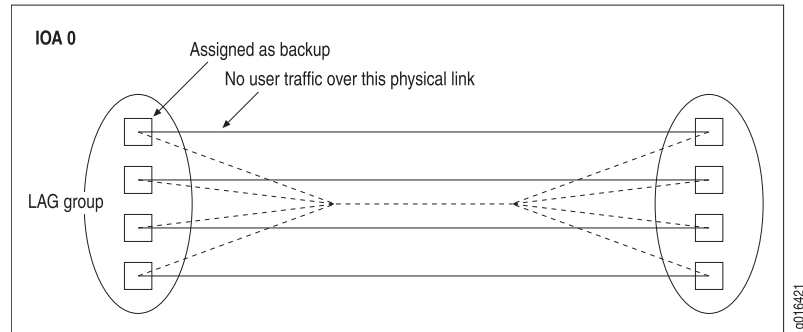 IOA 0
Assigned as backup
No user traffic over this physical link
LAG group
g016421